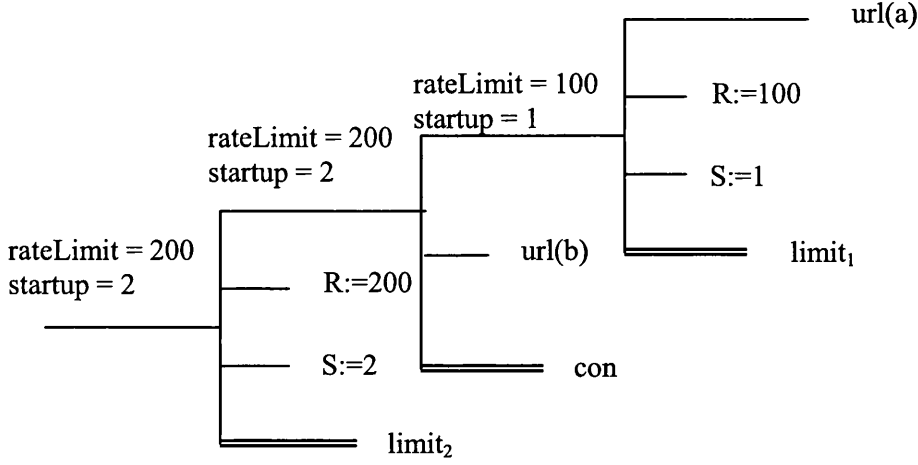 url(a)
rateLimit = 100
startup = 1
R:=100
rateLimit = 200
startup = 2
S:=1
rateLimit = 200
startup = 2
url(b)
limit₁
R:=200
S:=2
con
limit₂